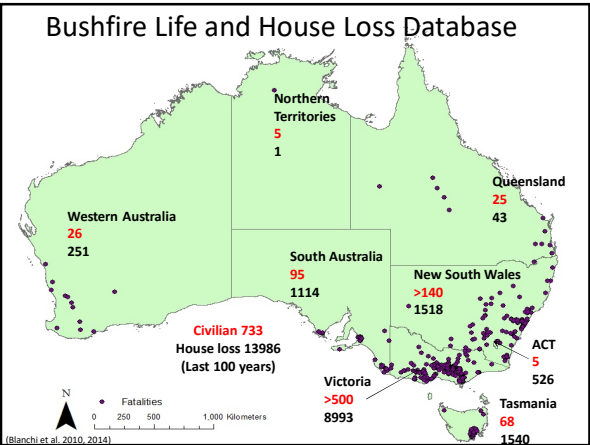 Bushfire Life and House Loss Database
Northern
Territories
5
1
Queensland
25
43
Western Australia
26
251
South Australia
95
1114
New South Wales
>140
1518
Civilian 733
House loss 13986
(Last 100 years)
ACT
5
526
Victoria
>500
8993
Tasmania
68
1540
N
Fatalities
0 250 500 1,000 Kilometers
(Blanchi et al. 2010, 2014)